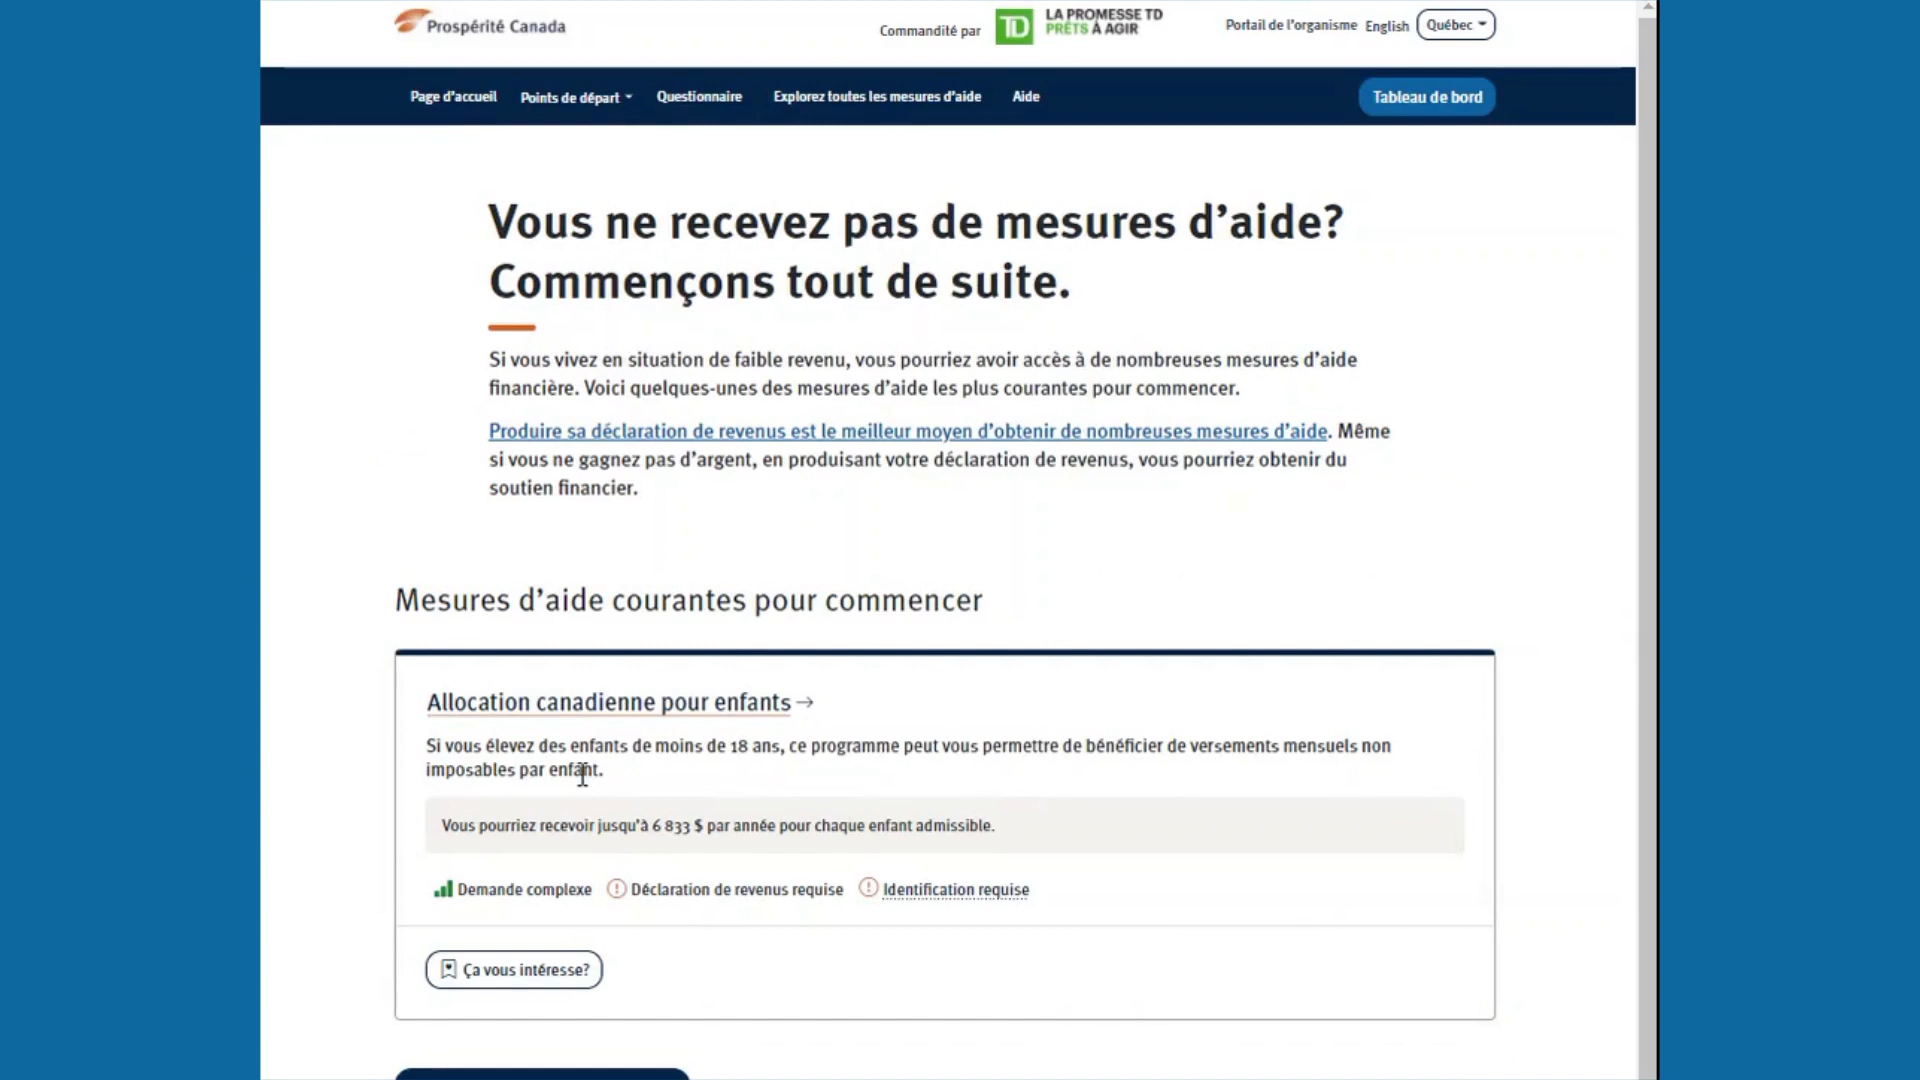 Prospérité Canada
Commandité par
TD
LA PROMESSE TD
PRÊTS À AGIR
Portail de l'organisme English Québec
Page d'accueil Points de départ Questionnaire Explorez toutes les mesures d'aide Aide Tableau de bord
Vous ne recevez pas de mesures d'aide?
Commençons tout de suite.
Si vous vivez en situation de faible revenu, vous pourriez avoir accès à de nombreuses mesures d'aide
financière. Voici quelques-unes des mesures d'aide les plus courantes pour commencer.
Produire sa déclaration de revenus est le meilleur moyen d'obtenir de nombreuses mesures d'aide. Même
si vous ne gagnez pas d'argent, en produisant votre déclaration de revenus, vous pourriez obtenir du
soutien financier.
Mesures d'aide courantes pour commencer
Allocation canadienne pour enfants →
Si vous élevez des enfants de moins de 18 ans, ce programme peut vous permettre de bénéficier de versements mensuels non
imposables par enfant.
Vous pourriez recevoir jusqu'à 6 833 $ par année pour chaque enfant admissible.
Demande complexe Déclaration de revenus requise Identification requise
Ça vous intéresse?